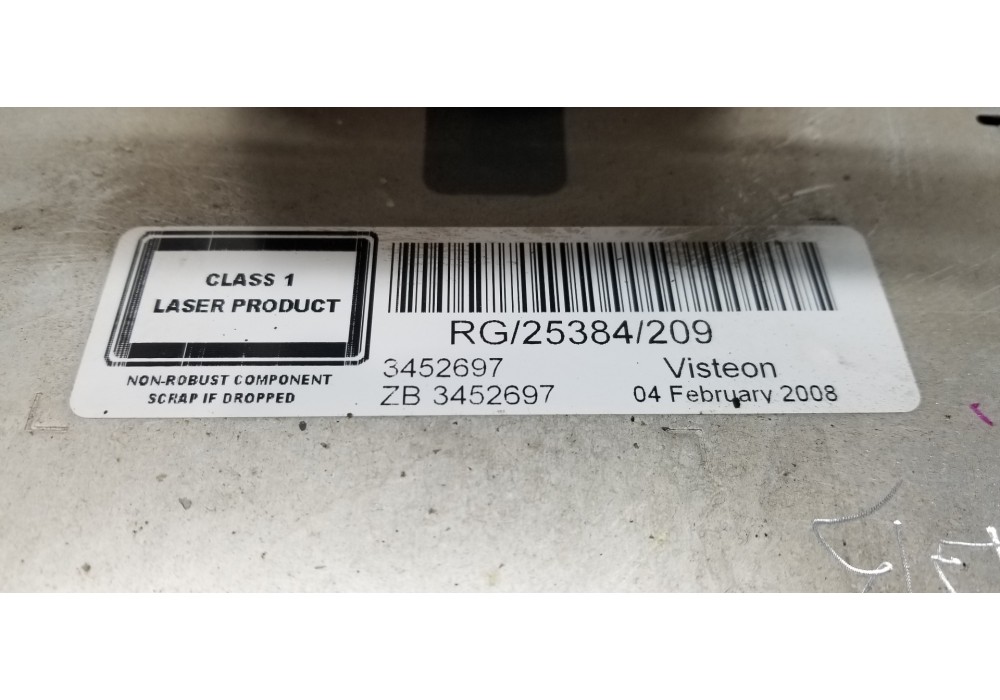 CLASS 1
LASER PRODUCT
NON-ROBUST COMPONENT
SCRAP IF DROPPED
RG/25384/209
3452697
Visteon
ZB 3452697
04 February 2008